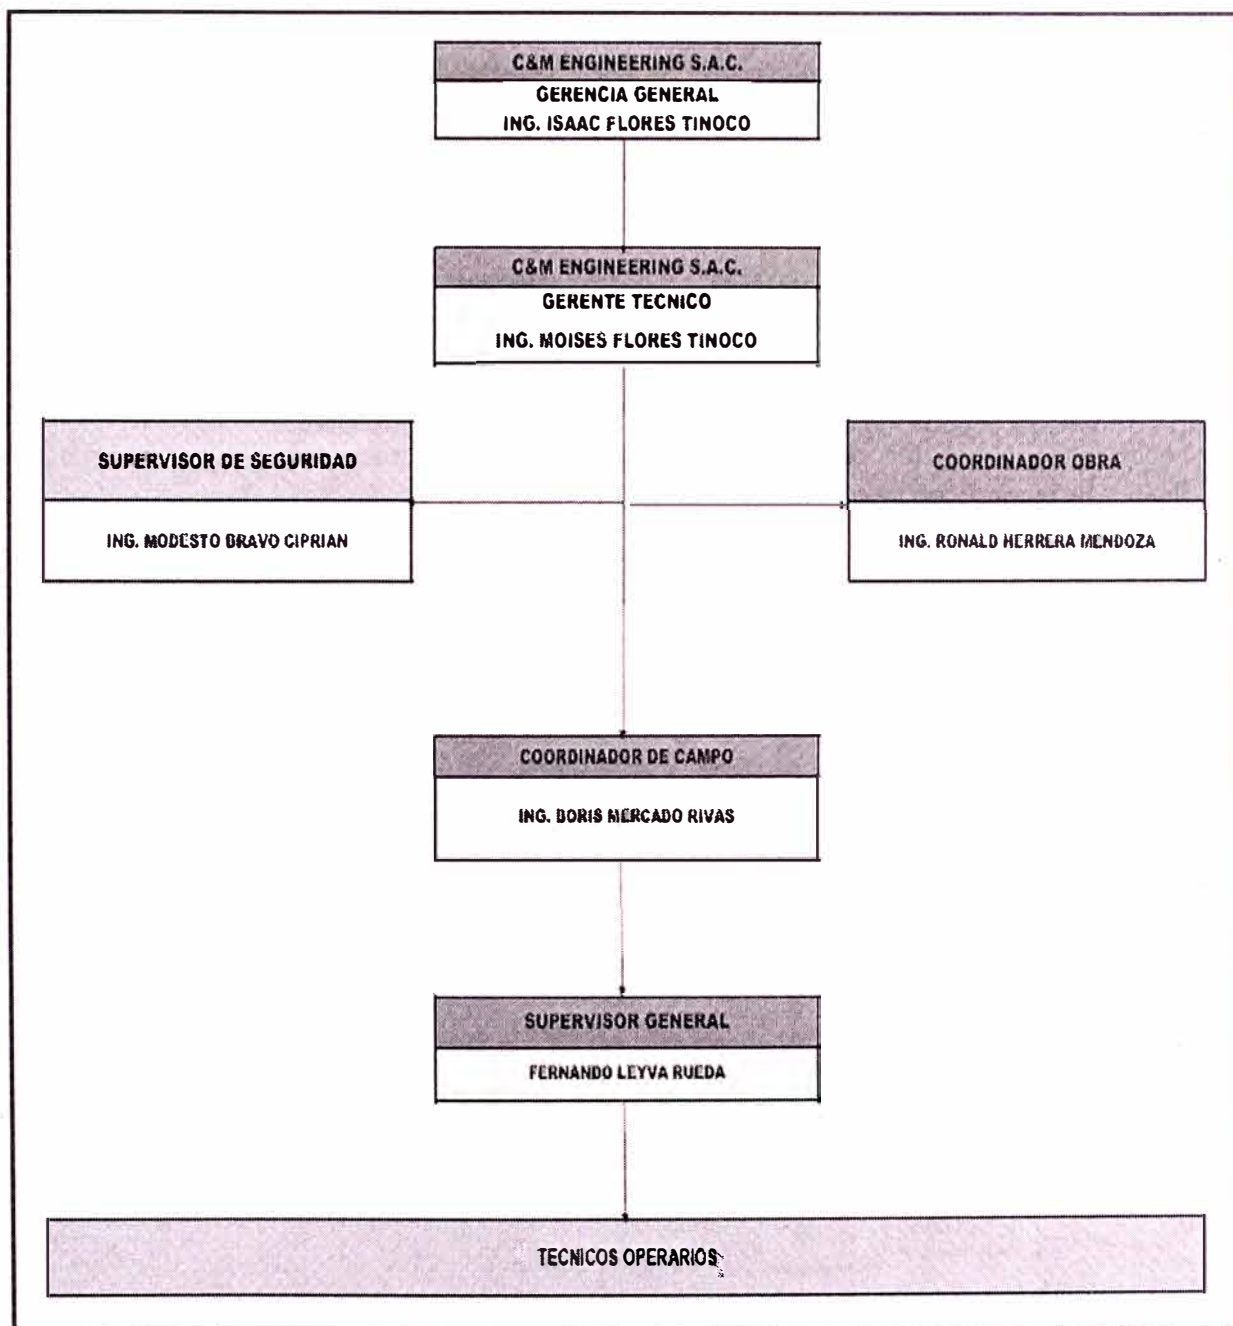 C&M ENGINEERING S.A.C.
GERENCIA GENERAL
ING. ISAAC FLORES TINOCO
C&M ENGINEERING S.A.C.
GERENTE TECNICO
ING. MOISES FLORES TINOCO
SUPERVISOR DE SEGURIDAD
ING. MODESTO BRAVO CIPRIAN
COORDINADOR OBRA
ING. RONALD HERRERA MENDOZA
COORDINADOR DE CAMPO
ING. BORIS MERCADO RIVAS
SUPERVISOR GENERAL
FERNANDO LEYVA RUEDA
TECNICOS OPERARIOS